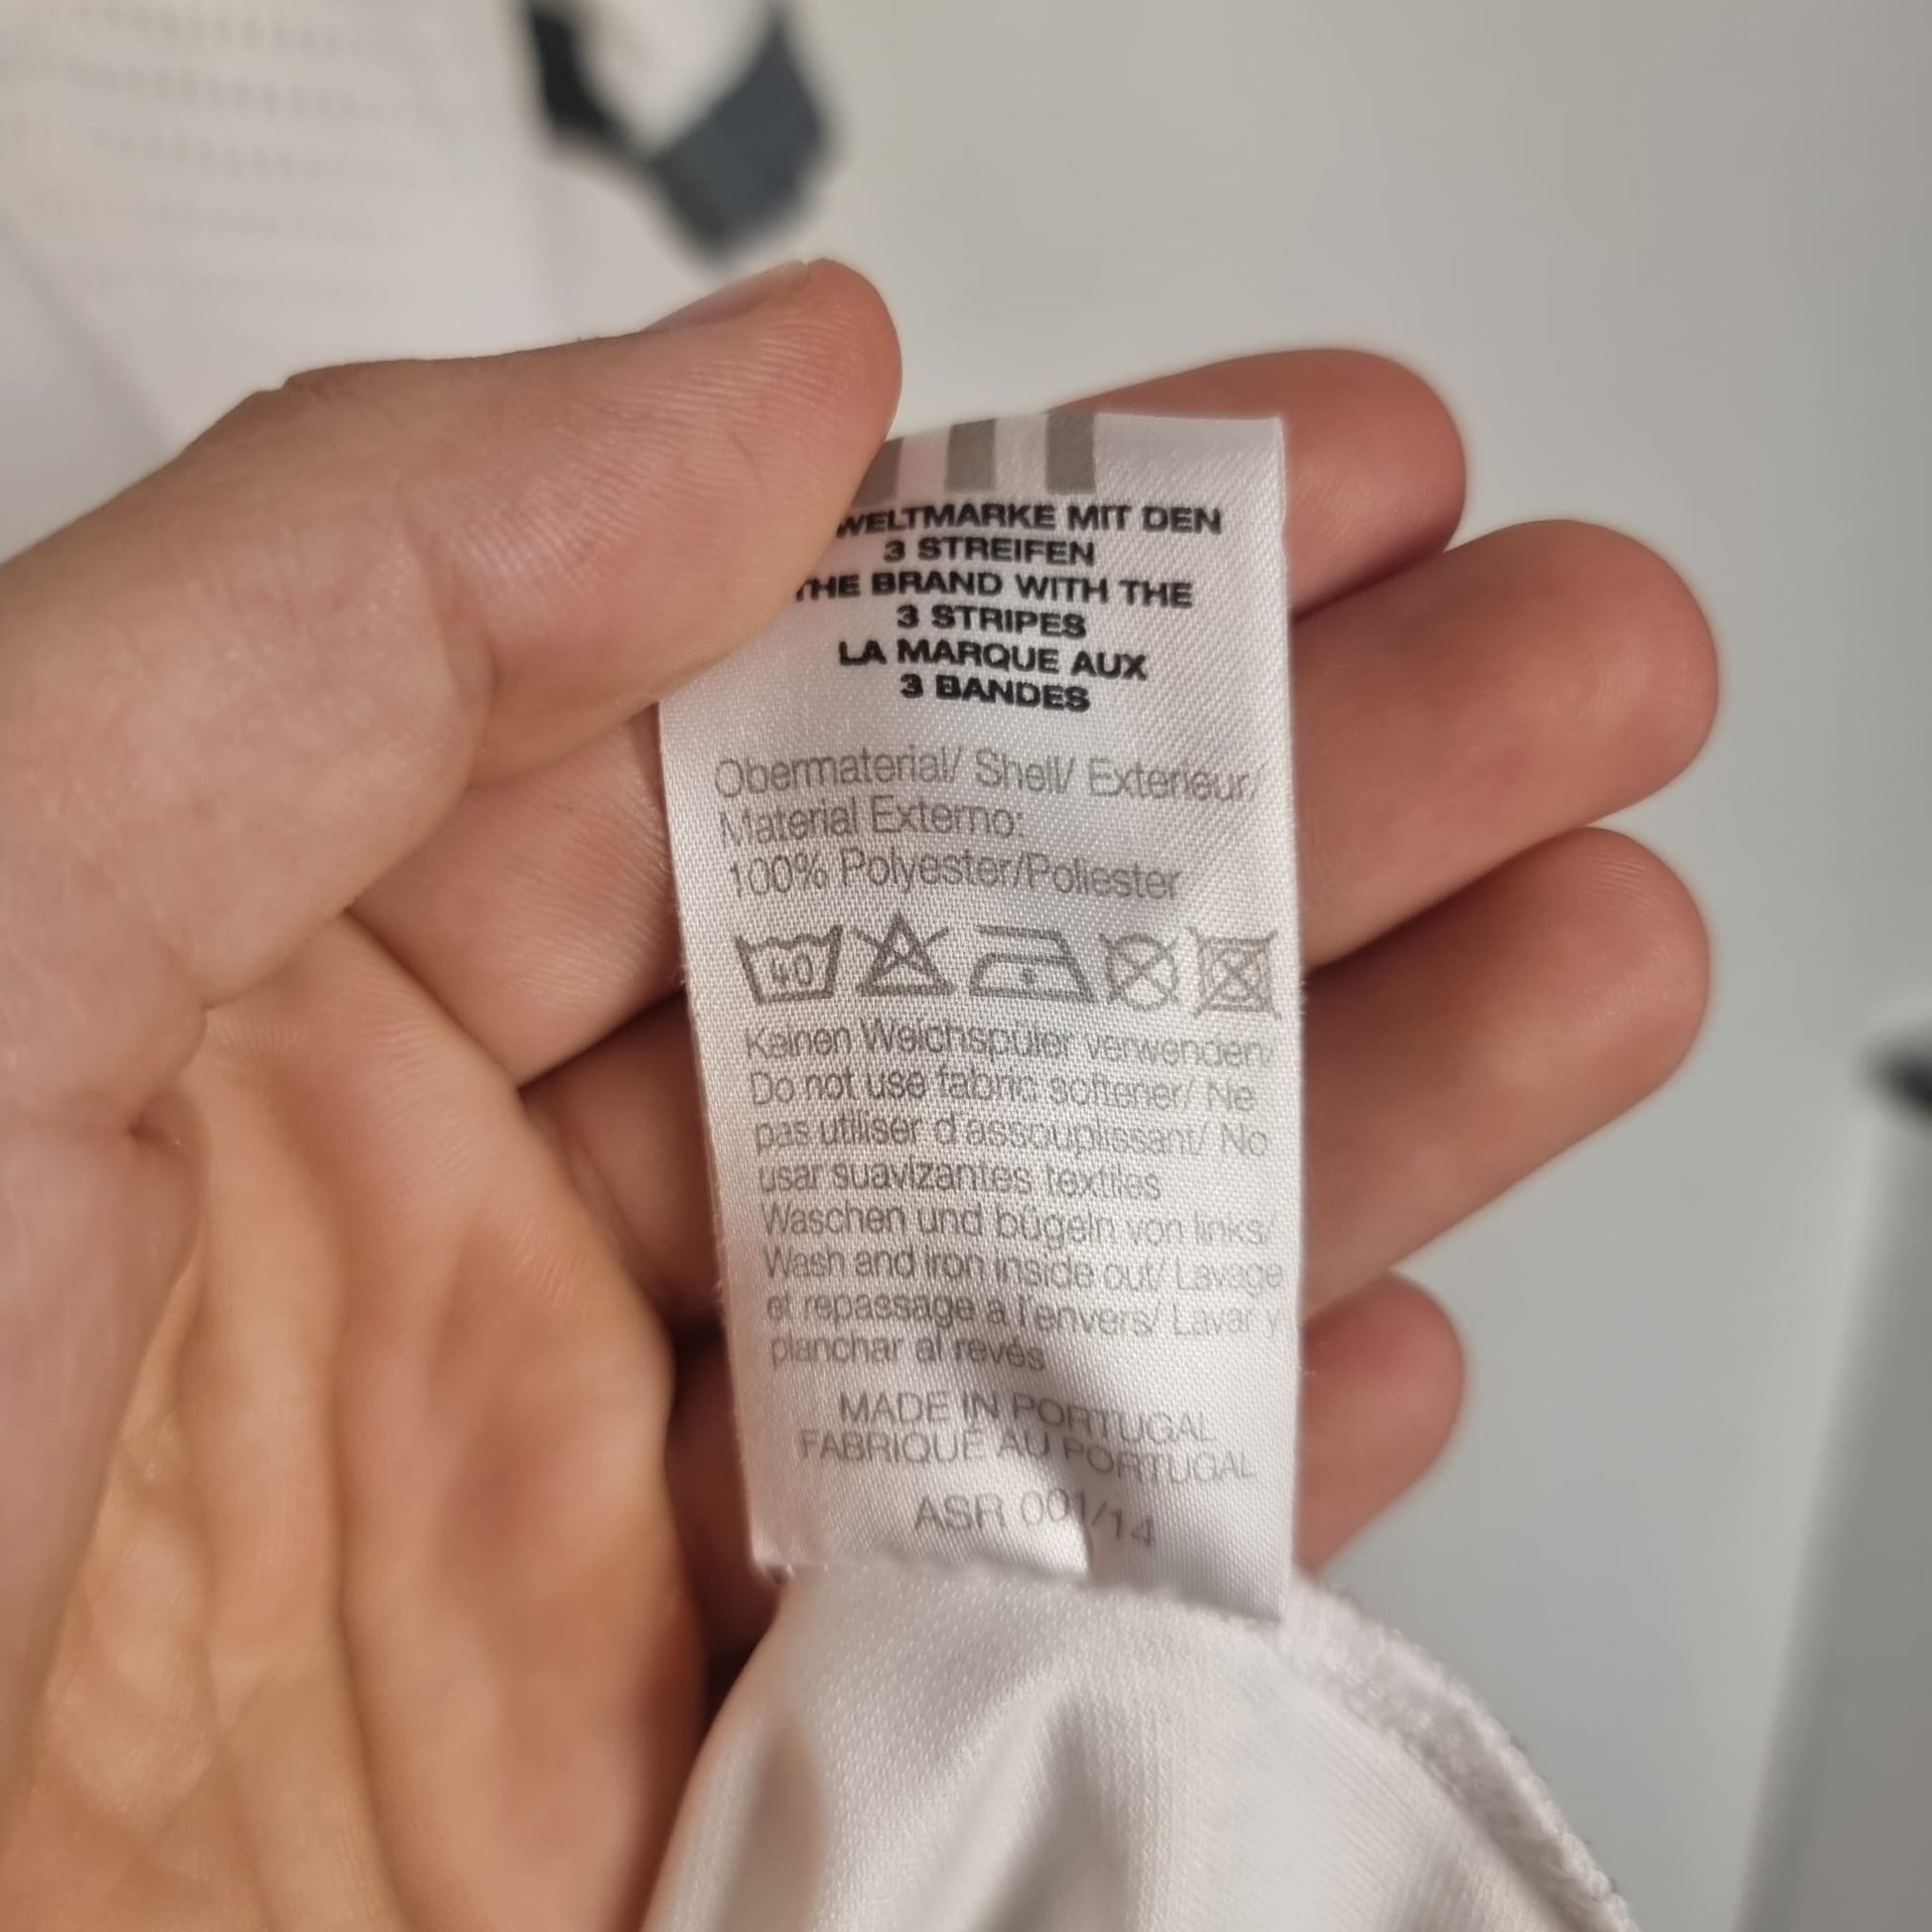 WELTMARKE MIT DEN
3 STREIFEN
THE BRAND WITH THE
3 STRIPES
LA MARQUE AUX
3 BANDES
Obermaterial/ Shell/ Exterieur/
Material Externo:
100% Polyester/Poliester
40
Keinen Weichspüler verwenden/
Do not use fabric softener/ Ne
pas utiliser d'assouplissant/ No
usar suavizantes textiles
Waschen und bügeln von links/
Wash and iron inside out/ Lavage
et repassage a l'envers/ Lavar y
planchar al revés
MADE IN PORTUGAL
FABRIQUÉ AU PORTUGAL
ASR 001/14